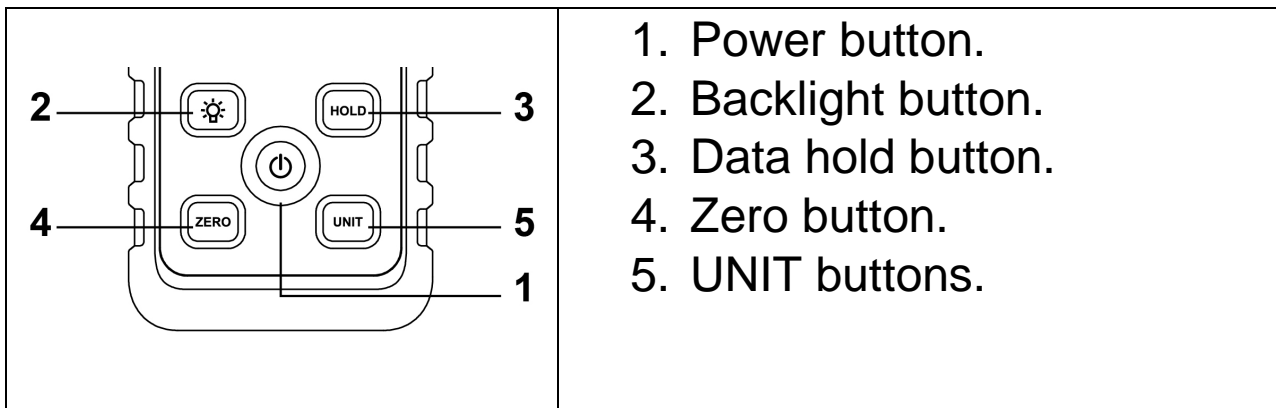 2
HOLD
3
4
ZERO
UNIT
5
1
1. Power button.
2. Backlight button.
3. Data hold button.
4. Zero button.
5. UNIT buttons.